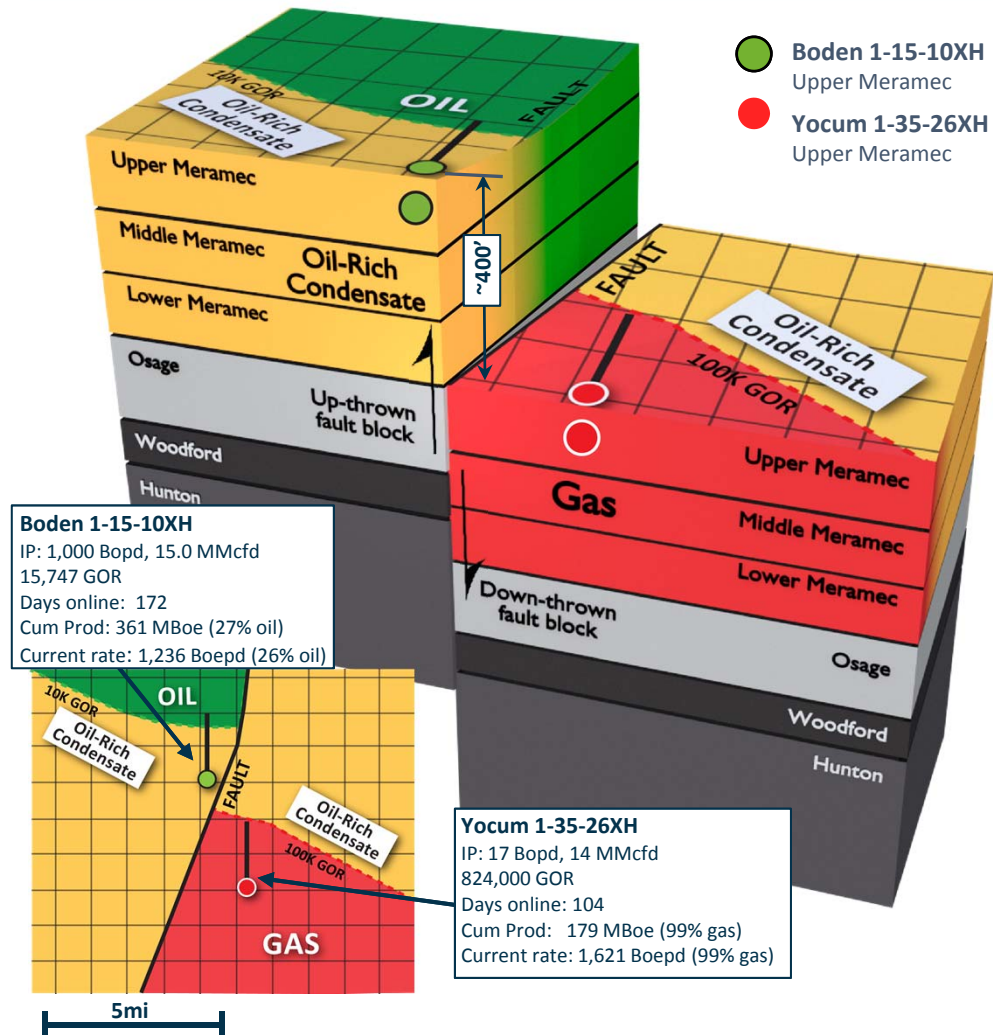 Boden 1-15-10XH
Upper Meramec
Yocum 1-35-26XH
Upper Meramec
10K GOR
Oil-Rich
Condensate
OIL
FAULT
Upper Meramec
Middle Meramec
Oil-Rich
Condensate
Lower Meramec
Osage
Up-thrown
fault block
Woodford
Hunton
~400'
FAULT
Oil-Rich
Condensate
100K GOR
Upper Meramec
Gas
Middle Meramec
Lower Meramec
Down-thrown
fault block
Osage
Woodford
Hunton
Boden 1-15-10XH
IP: 1,000 Bopd, 15.0 MMcfd
15,747 GOR
Days online: 172
Cum Prod: 361 MBoe (27% oil)
Current rate: 1,236 Boepd (26% oil)
OIL
10K GOR
Oil-Rich
Condensate
FAULT
Oil-Rich
Condensate
100K GOR
GAS
5mi
Yocum 1-35-26XH
IP: 17 Bopd, 14 MMcfd
824,000 GOR
Days online: 104
Cum Prod: 179 MBoe (99% gas)
Current rate: 1,621 Boepd (99% gas)